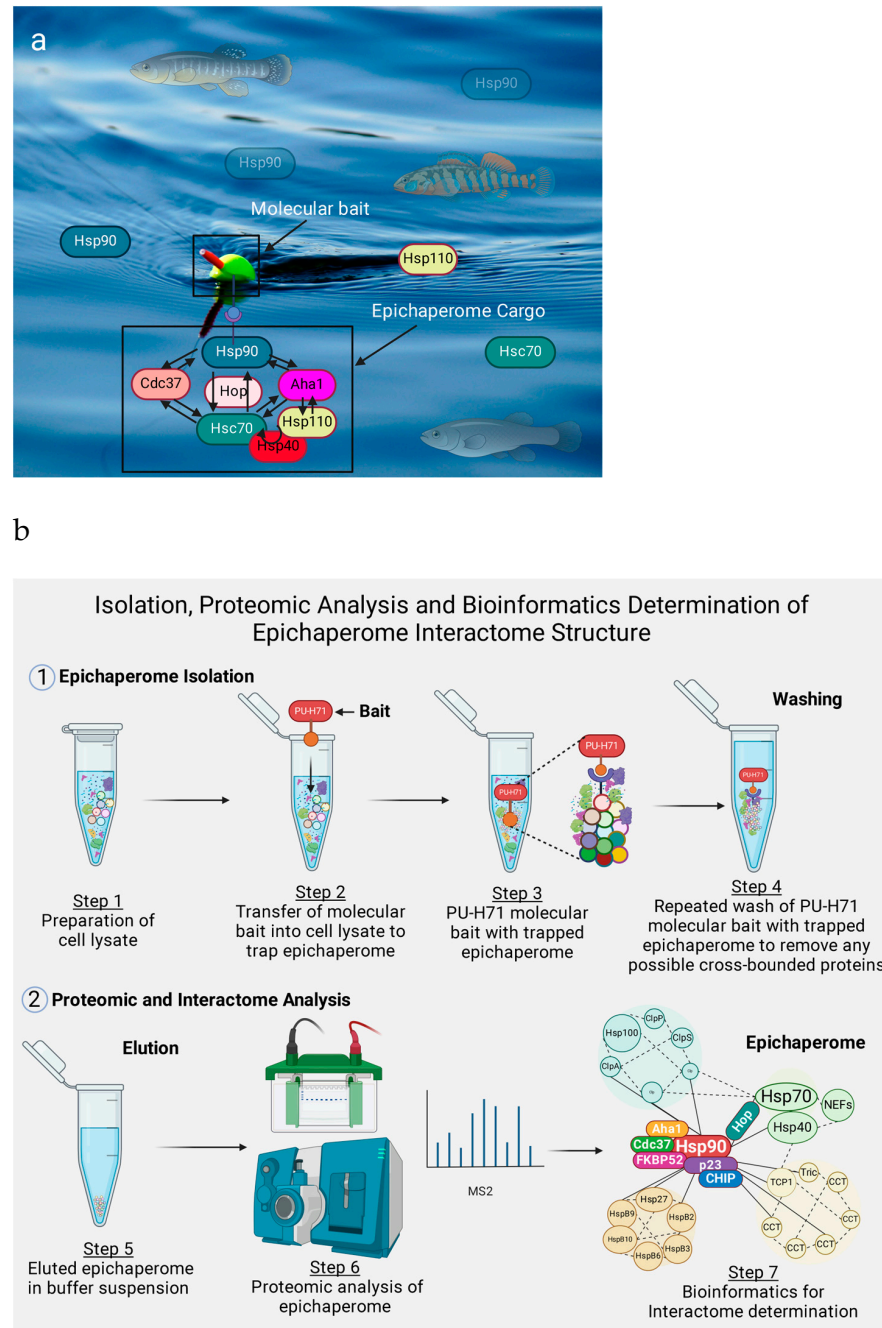 a
Hsp90
Hsp90
Molecular bait
Hsp90
Hsp110
Epichaperome Cargo
Hsp90
Hsc70
Cdc37
Hop
Aha1
Hsc70
Hsp110
Hsp40
b
Isolation, Proteomic Analysis and Bioinformatics Determination of
Epichaperome Interactome Structure
1 Epichaperome Isolation
PU-H71
Bait
PU-H71
PU-H71
Washing
PU-H71
Step 1
Preparation of
cell lysate
Step 2
Transfer of molecular
bait into cell lysate to
trap epichaperome
Step 3
PU-H71 molecular
bait with trapped
epichaperome
Step 4
Repeated wash of PU-H71
molecular bait with trapped
epichaperome to remove any
possible cross-bounded proteins
2 Proteomic and Interactome Analysis
Elution
Step 5
Eluted epichaperome
in buffer suspension
Step 6
Proteomic analysis of
epichaperome
MS2
Epichaperome
Hsp100
ClpP
ClpS
ClpA
Hsp70
NEFs
Hop
Hsp40
Aha1
Cdc37
Hsp90
FKBP52
p23
CHIP
TCP1
Tric
CCT
CCT
CCT
CCT
CCT
Hsp27
HspB9
HspB2
HspB10
HspB3
HspB6
Step 7
Bioinformatics for
Interactome determination